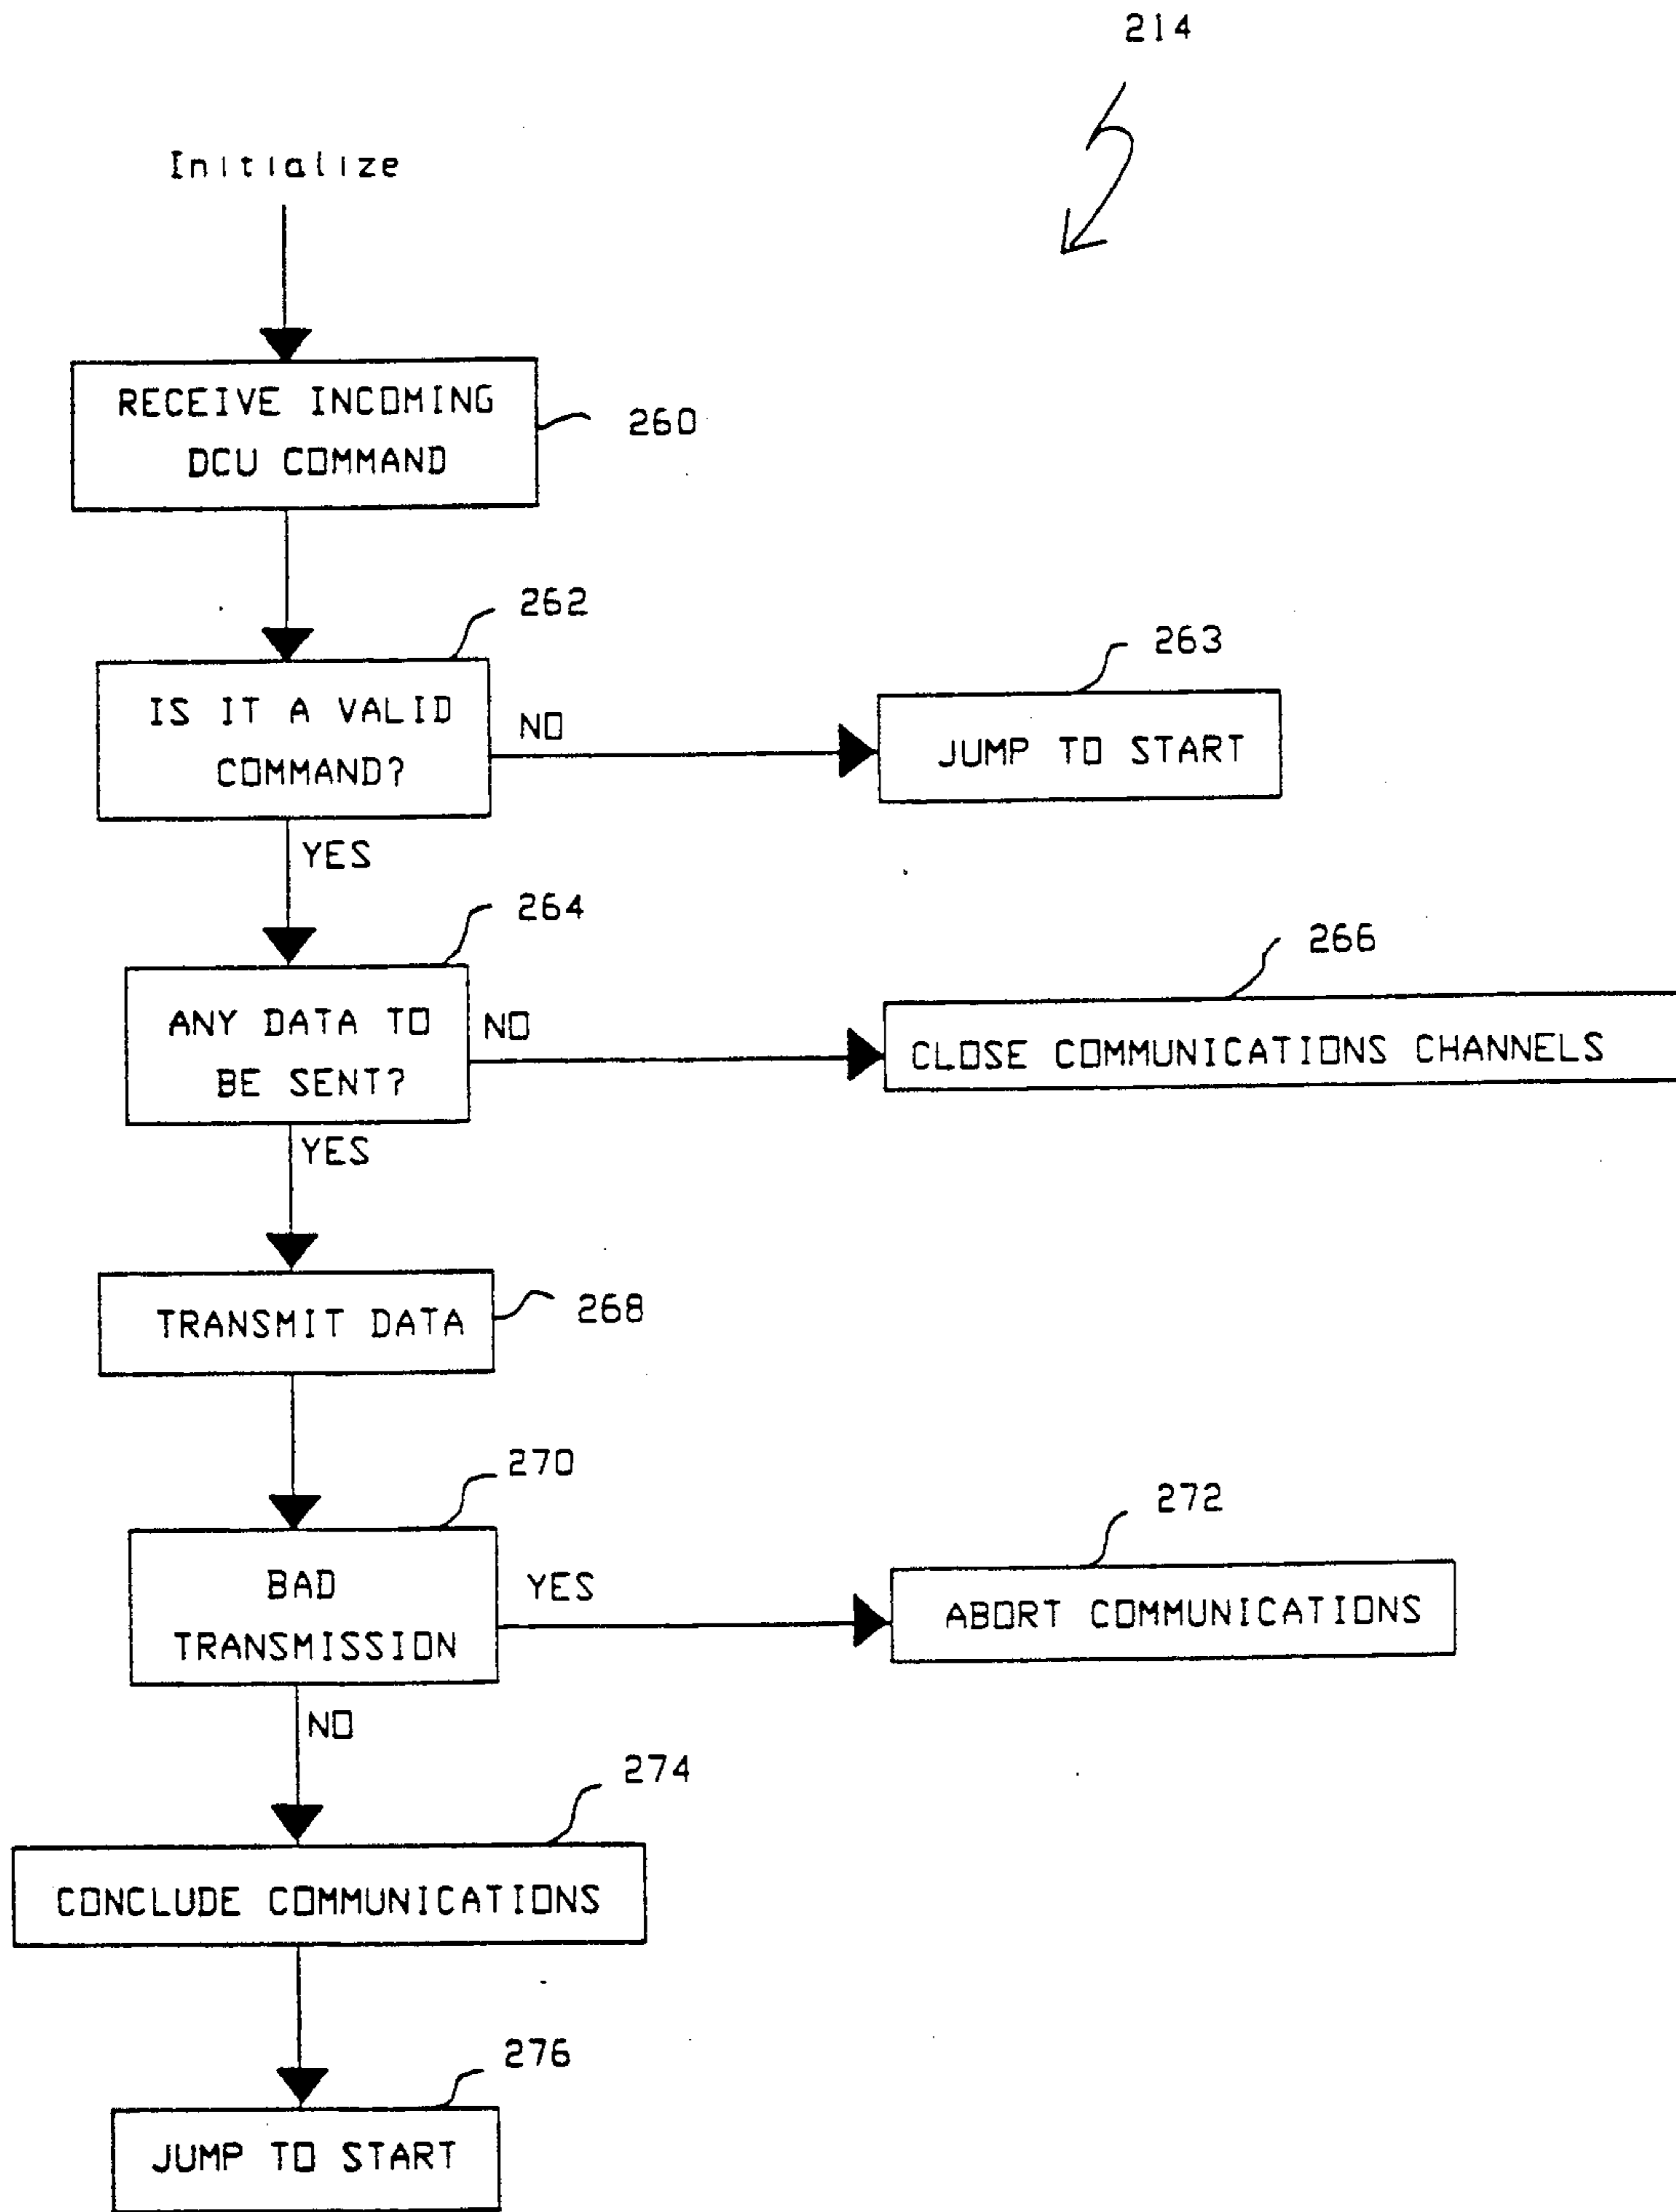 214
Initialize
RECEIVE INCOMING
DCU COMMAND
260
262
IS IT A VALID
COMMAND?
NO
263
JUMP TO START
YES
264
ANY DATA TO
BE SENT?
NO
266
CLOSE COMMUNICATIONS CHANNELS
YES
TRANSMIT DATA
268
270
BAD
TRANSMISSION
YES
272
ABORT COMMUNICATIONS
NO
274
CONCLUDE COMMUNICATIONS
276
JUMP TO START